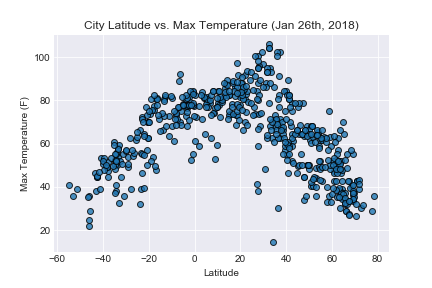 City Latitude vs. Max Temperature (Jan 26th, 2018)
100
80
60
40
20
Max Temperature (F)
−60 −40 −20 0 20 40 60 80
Latitude